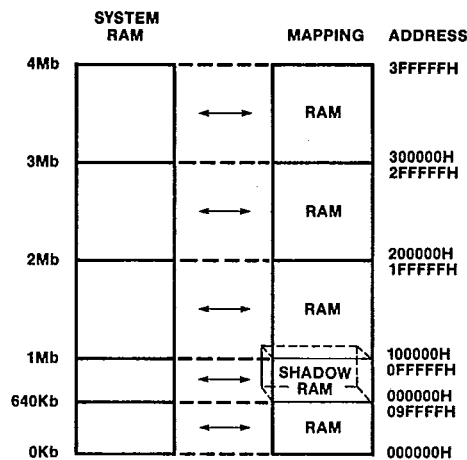 SYSTEM
RAM
MAPPING
ADDRESS
4Mb
3FFFFFH
RAM
3Mb
300000H
2FFFFFH
RAM
2Mb
200000H
1FFFFFH
RAM
1Mb
100000H
0FFFFFH
SHADOW
RAM
640Kb
000000H
09FFFFH
RAM
0Kb
000000H